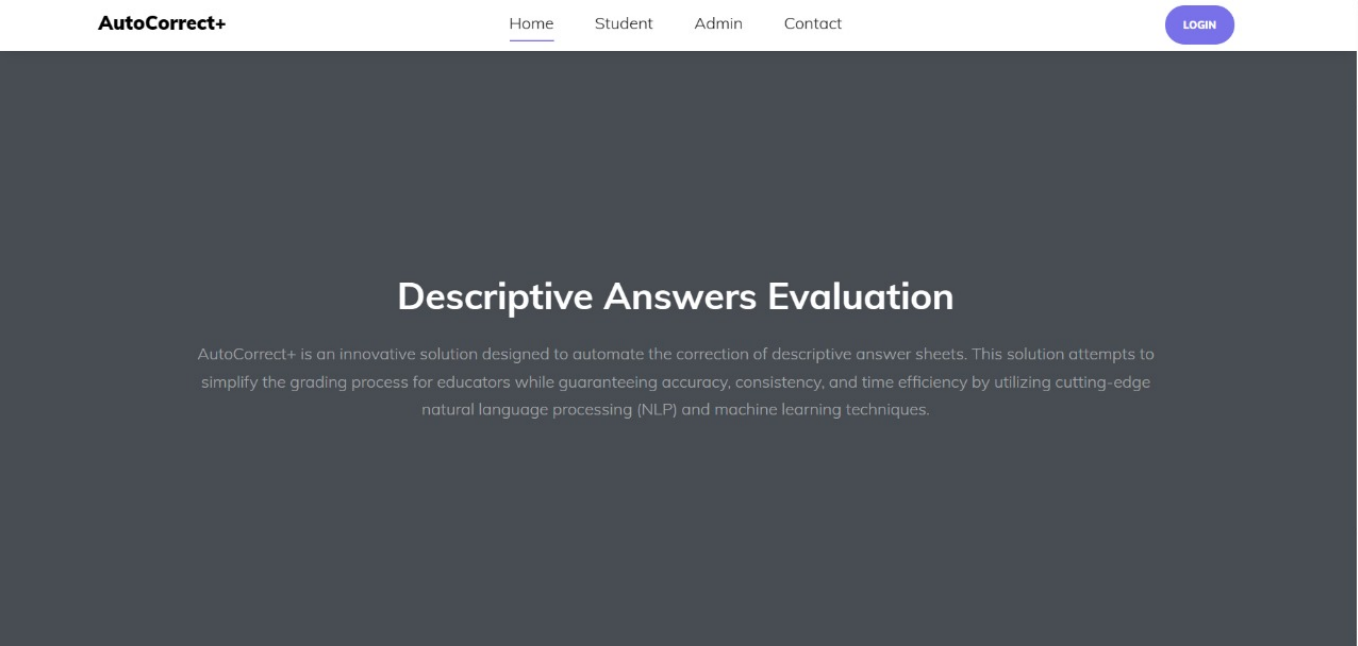 AutoCorrect+
Home Student Admin Contact
LOGIN
Descriptive Answers Evaluation
AutoCorrect+ is an innovative solution designed to automate the correction of descriptive answer sheets. This solution attempts to
simplify the grading process for educators while guaranteeing accuracy, consistency, and time efficiency by utilizing cutting-edge
natural language processing (NLP) and machine learning techniques.